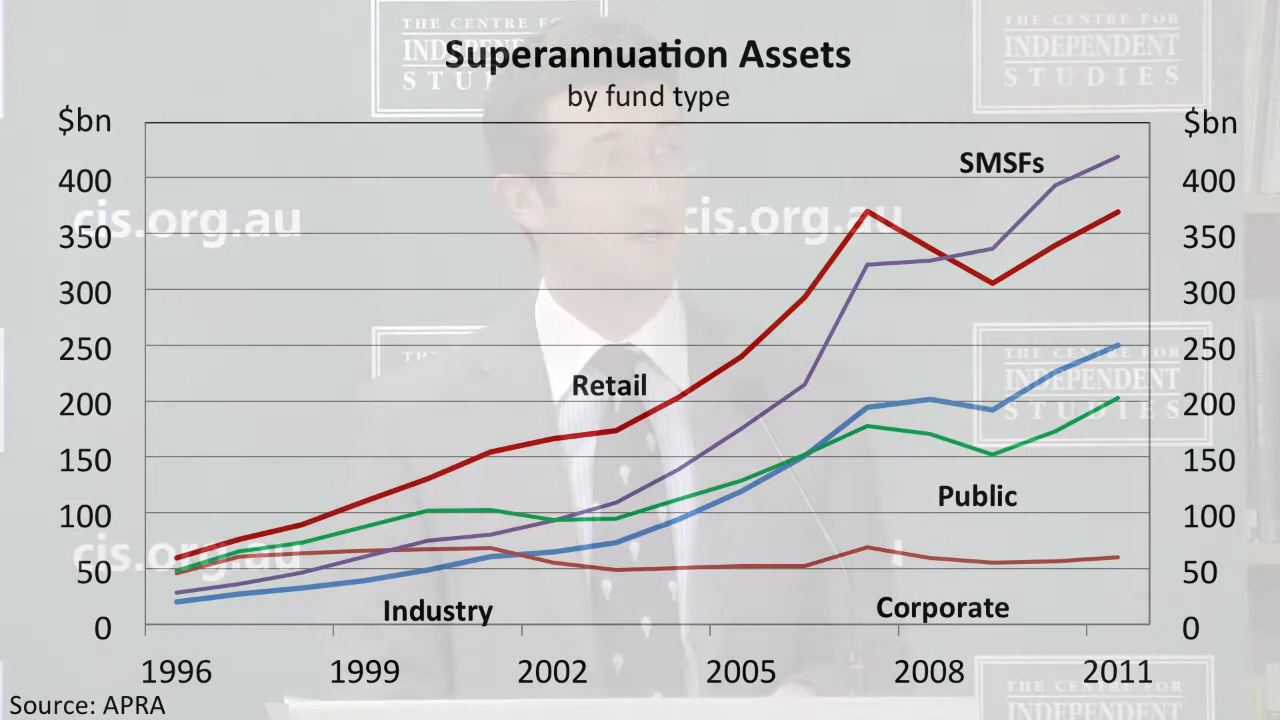 THE CENTRE FOR
INDEPENDENT
STUDIES
Superannuation Assets
by fund type
$bn
$bn
SMSFs
400
400
cis.org.au
cis.org.au
350
350
300
300
250
250
THE CENTRE FOR
INDEPENDENT
STUDIES
Retail
200
200
150
150
Public
100
100
cis.org.au
50
50
Industry
Corporate
0
0
1996
1999
2002
2005
2008
2011
THE CENTRE FOR
INDEPENDENT
Source: APRA